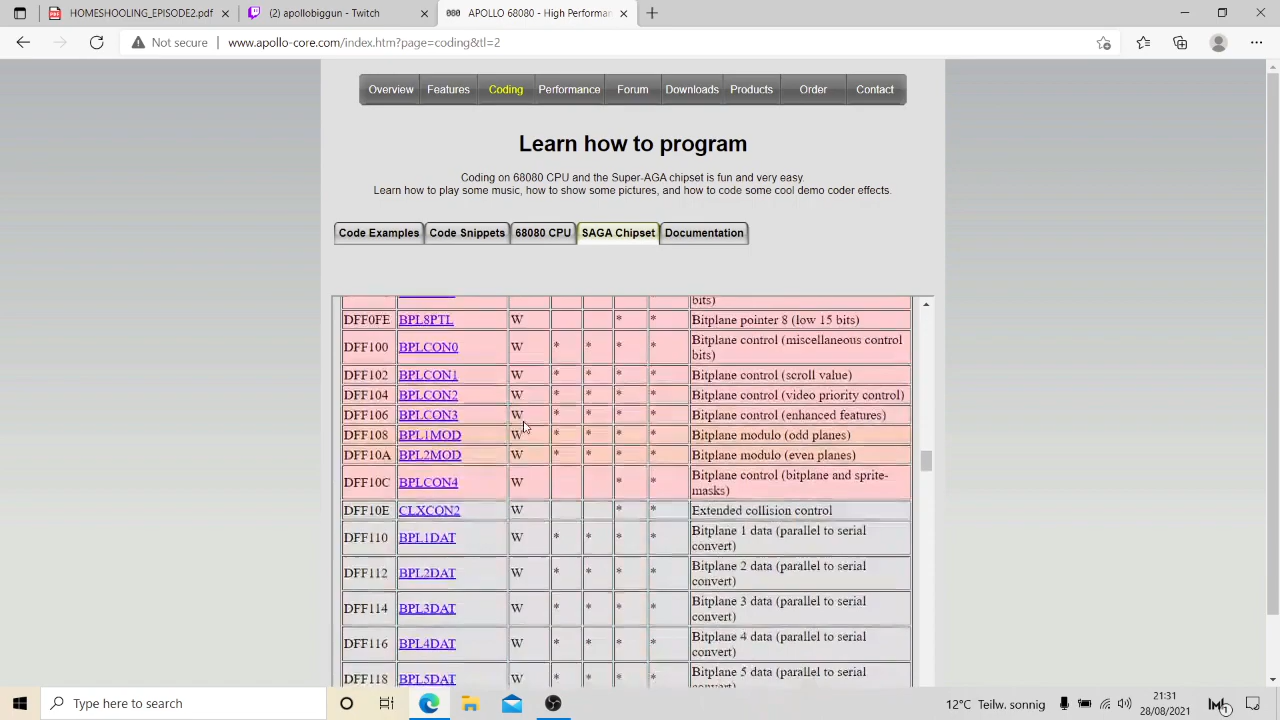 HOMESHOOLING_EPISODE2.pdf
(2) apollobiggun - Twitch
APOLLO 68080 - High Performan
Not secure
www.apollo-core.com/index.htm?page=coding&tl=2
Overview Features Coding Performance Forum Downloads Products Order Contact
Learn how to program
Coding on 68080 CPU and the Super-AGA chipset is fun and very easy.
Learn how to play some music, how to show some pictures, and how to code some cool demo coder effects.
Code Examples Code Snippets 68080 CPU SAGA Chipset Documentation
bits)
DFF0FE BPL8PTL W * * Bitplane pointer 8 (low 15 bits)
DFF100 BPLCON0 W * * * * Bitplane control (miscellaneous control
bits)
DFF102 BPLCON1 W * * * * Bitplane control (scroll value)
DFF104 BPLCON2 W * * * * Bitplane control (video priority control)
DFF106 BPLCON3 W * * * * Bitplane control (enhanced features)
DFF108 BPL1MOD W * * * * Bitplane modulo (odd planes)
DFF10A BPL2MOD W * * * * Bitplane modulo (even planes)
DFF10C BPLCON4 W * * Bitplane control (bitplane and sprite-
masks)
DFF10E CLXCON2 W * * Extended collision control
DFF110 BPL1DAT W * * * * Bitplane 1 data (parallel to serial
convert)
DFF112 BPL2DAT W * * * * Bitplane 2 data (parallel to serial
convert)
DFF114 BPL3DAT W * * * * Bitplane 3 data (parallel to serial
convert)
DFF116 BPL4DAT W * * * * Bitplane 4 data (parallel to serial
convert)
DFF118 BPL5DAT W * * * * Bitplane 5 data (parallel to serial
Type here to search
12°C Teilw. sonnig
21:31
28/08/2021